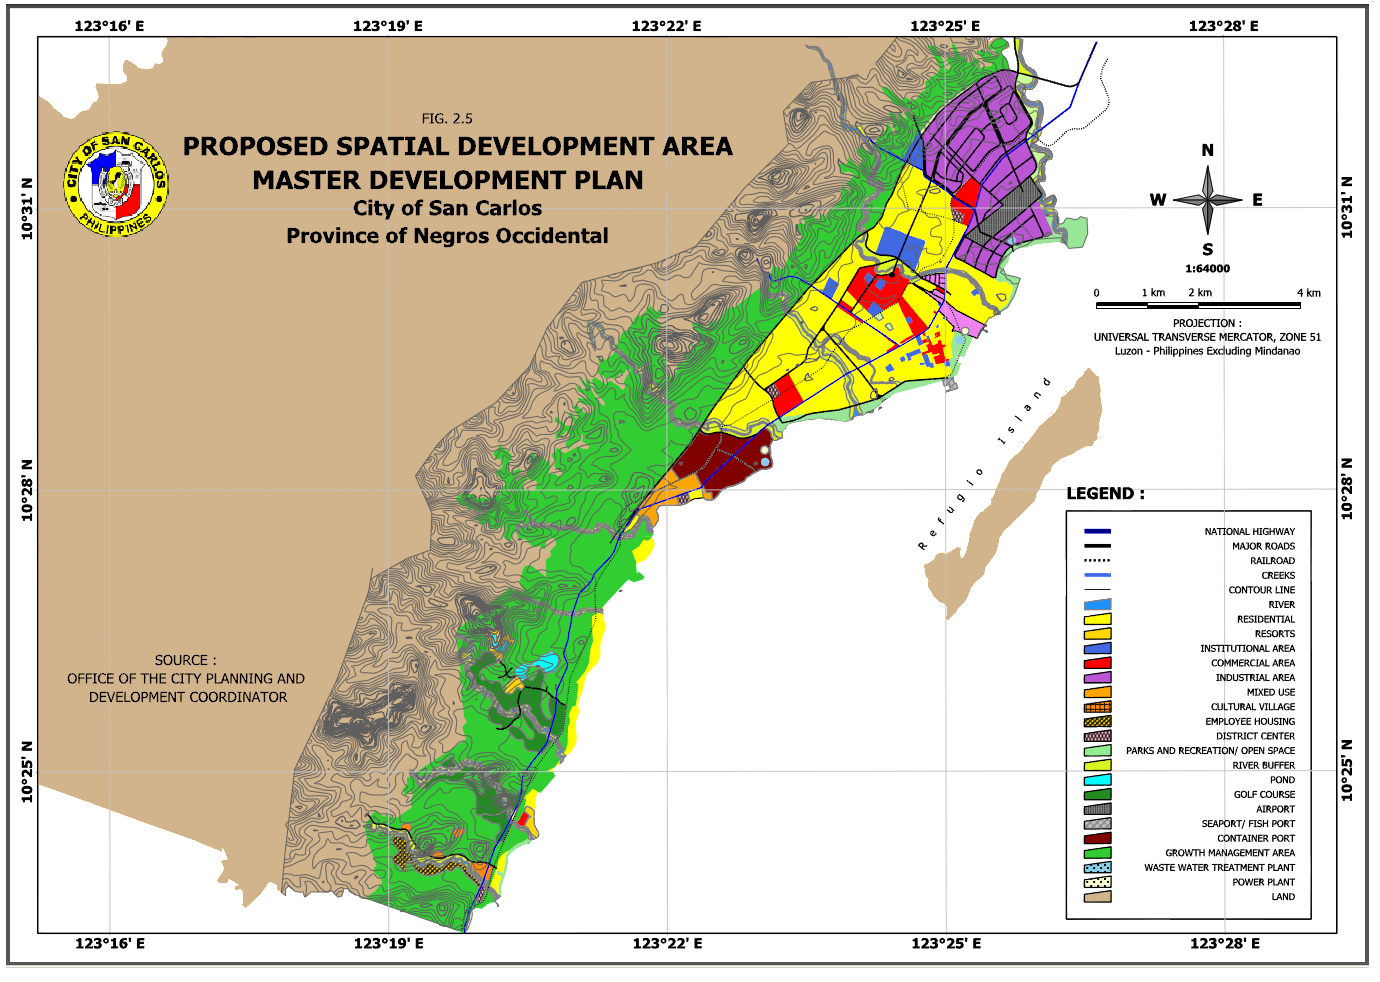 123°16' E
123°19' E
123°22' E
123°25' E
123°28' E
FIG. 2.5
PROPOSED SPATIAL DEVELOPMENT AREA
MASTER DEVELOPMENT PLAN
City of San Carlos
Province of Negros Occidental
CITY OF SAN CARLOS
PHILIPPINES
10°31' N
10°28' N
10°25' N
N
W E
S
1:64000
0 1 km 2 km 4 km
PROJECTION :
UNIVERSAL TRANSVERSE MERCATOR, ZONE 51
Luzon - Philippines Excluding Mindanao
10°31' N
10°28' N
10°25' N
Refugio Island
SOURCE :
OFFICE OF THE CITY PLANNING AND
DEVELOPMENT COORDINATOR
LEGEND :
NATIONAL HIGHWAY
MAJOR ROADS
RAILROAD
CREEKS
CONTOUR LINE
RIVER
RESIDENTIAL
RESORTS
INSTITUTIONAL AREA
COMMERCIAL AREA
INDUSTRIAL AREA
MIXED USE
CULTURAL VILLAGE
EMPLOYEE HOUSING
DISTRICT CENTER
PARKS AND RECREATION/ OPEN SPACE
RIVER BUFFER
POND
GOLF COURSE
AIRPORT
SEAPORT/ FISH PORT
CONTAINER PORT
GROWTH MANAGEMENT AREA
WASTE WATER TREATMENT PLANT
POWER PLANT
LAND
123°16' E
123°19' E
123°22' E
123°25' E
123°28' E